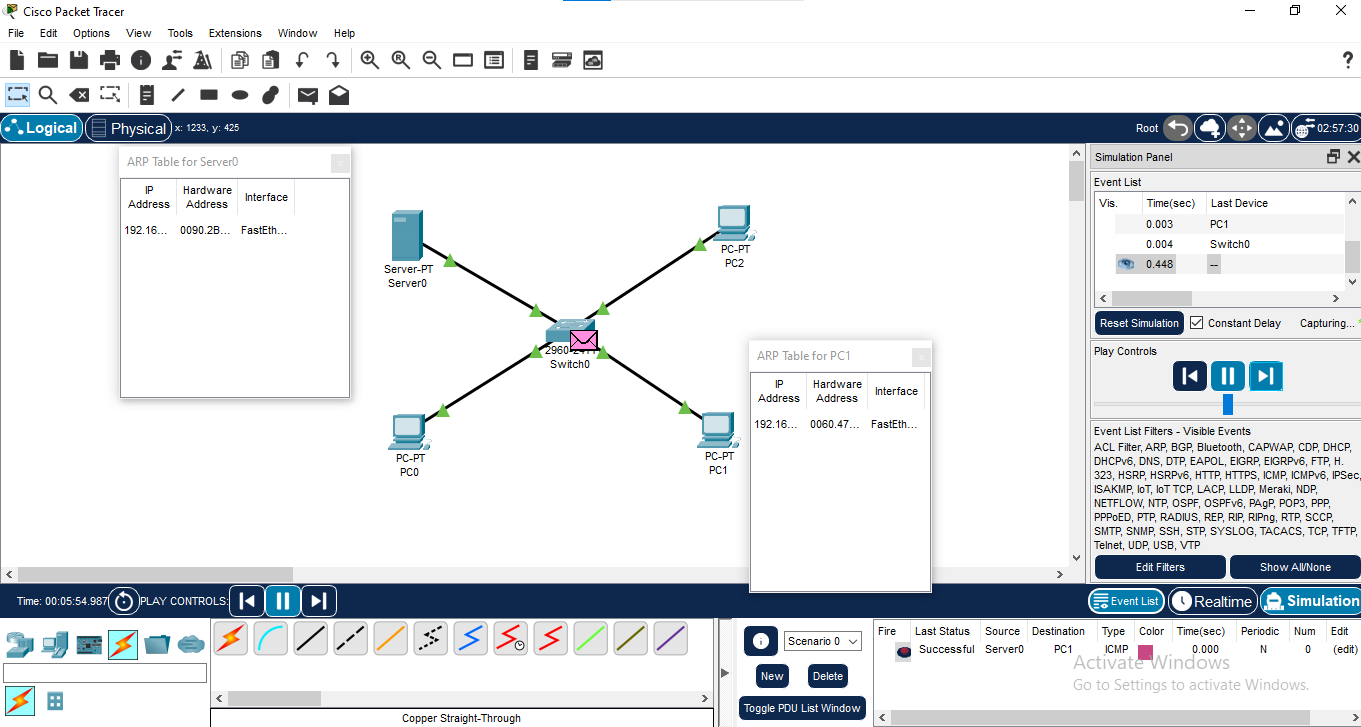 Cisco Packet Tracer
File Edit Options View Tools Extensions Window Help
Logical Physical x: 1233, y: 425 Root 02:57:30
ARP Table for Server0
IP Address Hardware Address Interface
192.16... 0090.2B... FastEth...
Server-PT
Server0
PC-PT
PC2
Switch0
PC-PT
PC0
PC-PT
PC1
ARP Table for PC1
IP Address Hardware Address Interface
192.16... 0060.47... FastEth...
Simulation Panel
Event List
Vis. Time(sec) Last Device
0.003 PC1
0.004 Switch0
0.448 --
Reset Simulation Constant Delay Capturing...
Play Controls
Event List Filters - Visible Events
ACL Filter, ARP, BGP, Bluetooth, CAPWAP, CDP, DHCP,
DHCPv6, DNS, DTP, EAPOL, EIGRP, EIGRPv6, FTP, H.
323, HSRP, HSRPv6, HTTP, HTTPS, ICMP, ICMPv6, IPSec,
ISAKMP, IoT, IoT TCP, LACP, LLDP, Meraki, NDP,
NETFLOW, NTP, OSPF, OSPFv6, PAgP, POP3, PPP,
PPPoED, PTP, RADIUS, REP, RIP, RIPng, RTP, SCCP,
SMTP, SNMP, SSH, STP, SYSLOG, TACACS, TCP, TFTP,
Telnet, UDP, USB, VTP
Edit Filters Show All/None
Time: 00:05:54.987 PLAY CONTROLS: Event List Realtime Simulation
Scenario 0
New Delete
Toggle PDU List Window
Fire Last Status Source Destination Type Color Time(sec) Periodic Num Edit
Successful Server0 PC1 ICMP 0.000 N 0 (edit)
Activate Windows
Go to Settings to activate Windows.
Copper Straight-Through